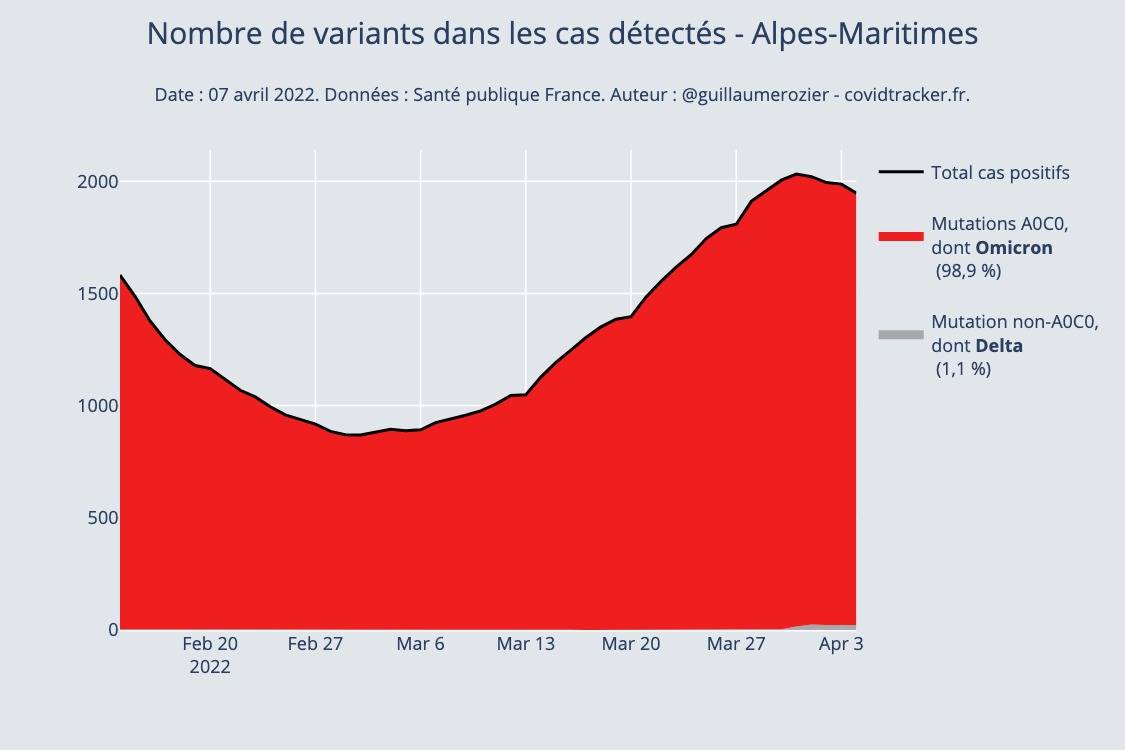 Nombre de variants dans les cas détectés - Alpes-Maritimes
Date : 07 avril 2022. Données : Santé publique France. Auteur : @guillaumerozier - covidtracker.fr.
2000
1500
1000
500
0
Feb 20
2022
Feb 27
Mar 6
Mar 13
Mar 20
Mar 27
Apr 3
Total cas positifs
Mutations A0C0,
dont Omicron
(98,9 %)
Mutation non-A0C0,
dont Delta
(1,1 %)